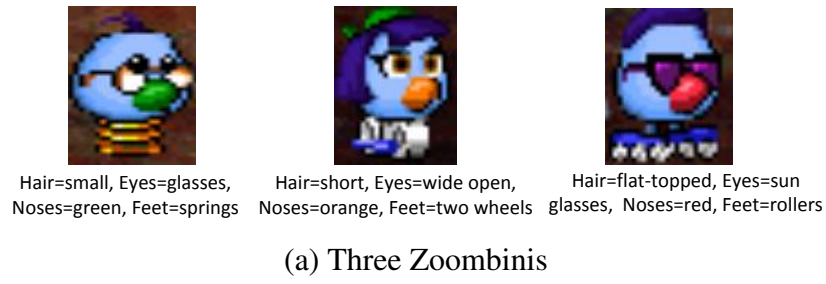 Hair=small, Eyes=glasses,
Noses=green, Feet=springs
Hair=short, Eyes=wide open,
Noses=orange, Feet=two wheels
Hair=flat-topped, Eyes=sun
glasses, Noses=red, Feet=rollers
(a) Three Zoombinis